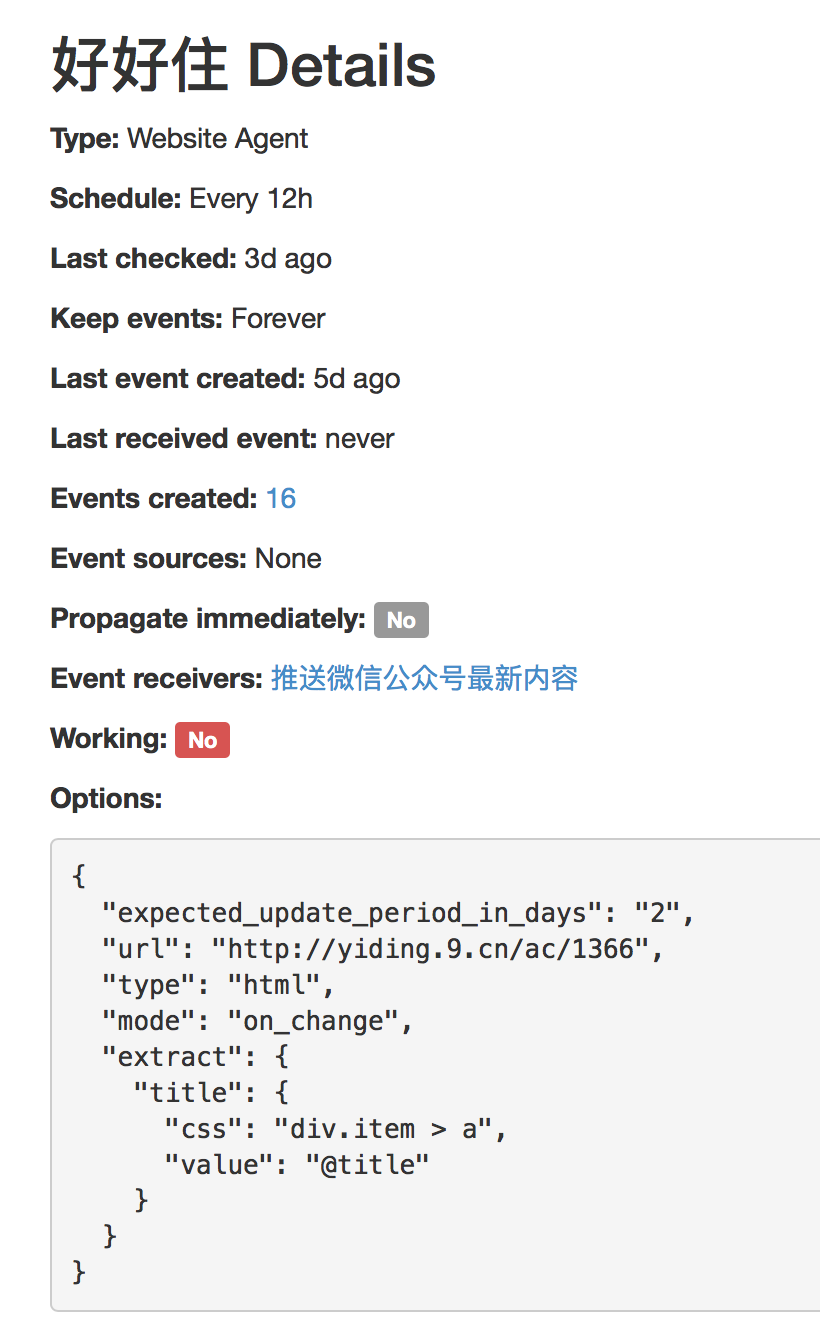 好好住 Details
Type: Website Agent
Schedule: Every 12h
Last checked: 3d ago
Keep events: Forever
Last event created: 5d ago
Last received event: never
Events created: 16
Event sources: None
Propagate immediately: No
Event receivers: 推送微信公众号最新内容
Working: No
Options:
{
  "expected_update_period_in_days": "2",
  "url": "http://yiding.9.cn/ac/1366",
  "type": "html",
  "mode": "on_change",
  "extract": {
    "title": {
      "css": "div.item > a",
      "value": "@title"
    }
  }
}